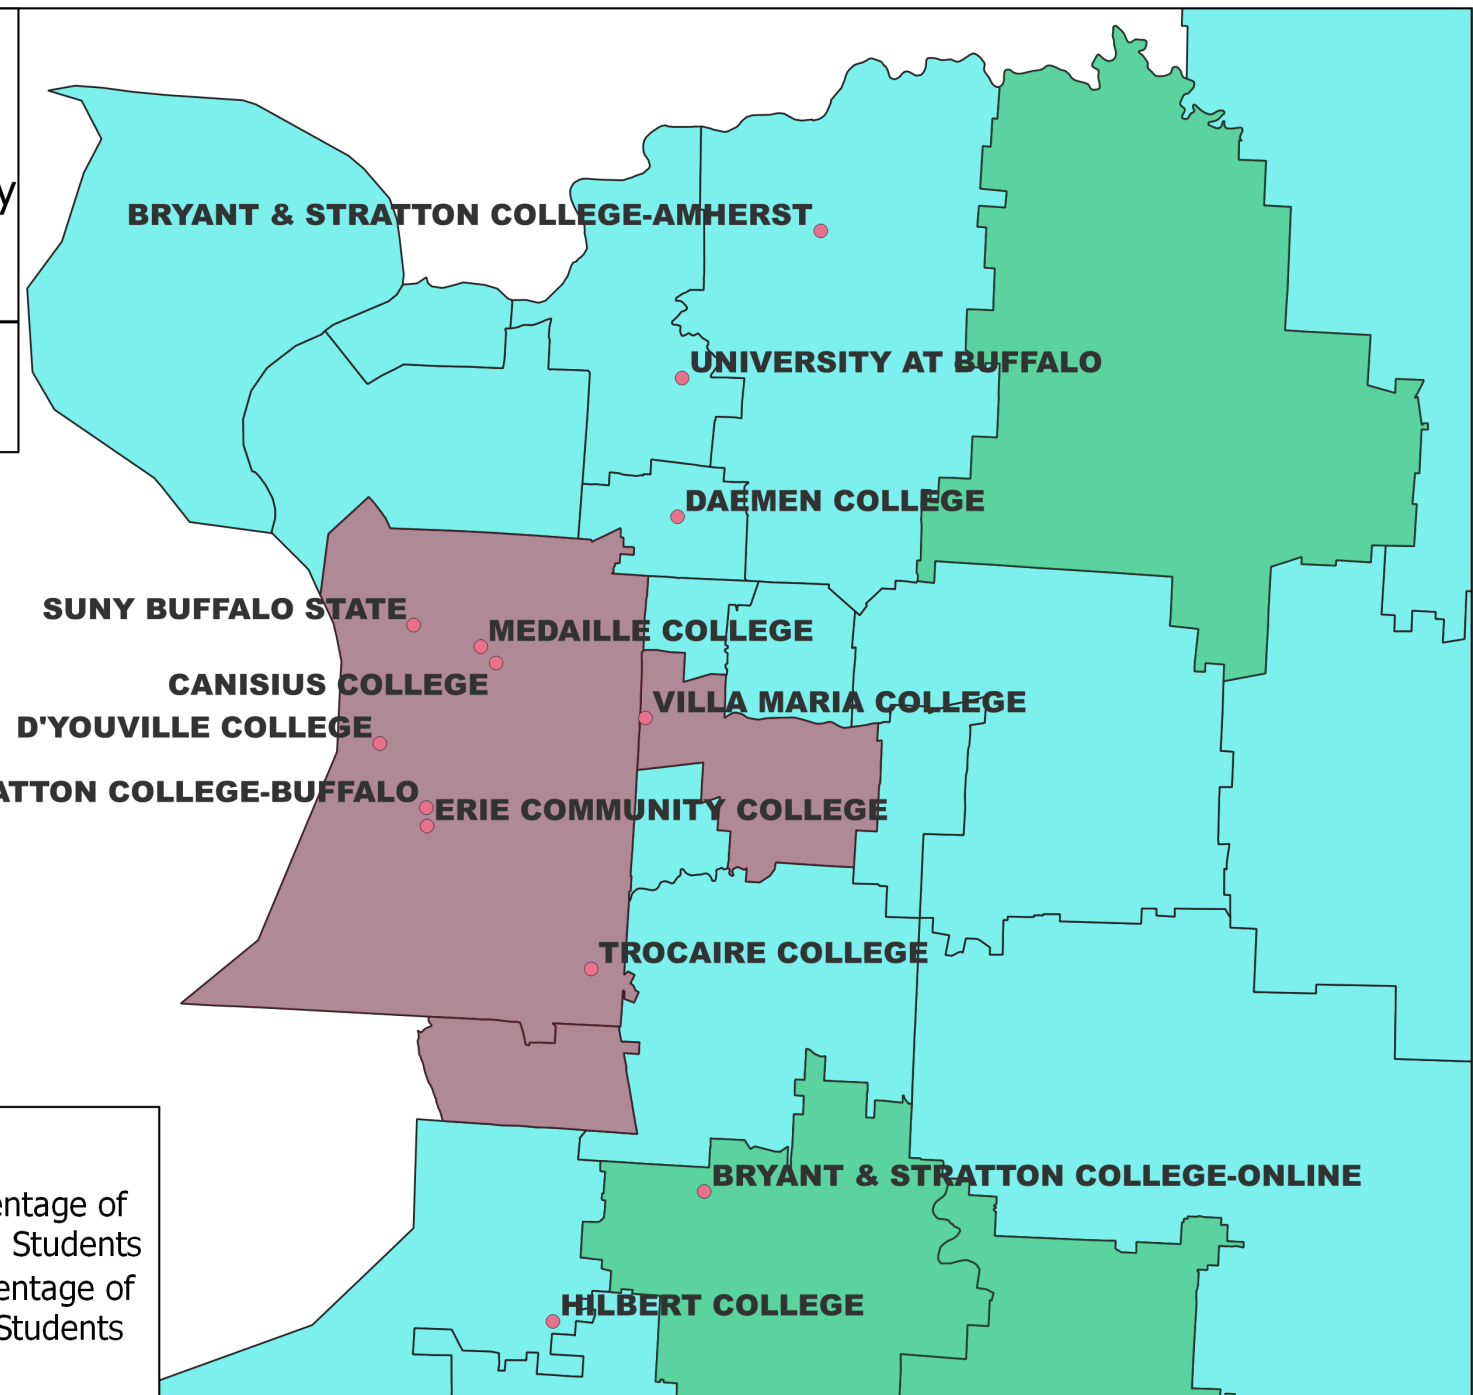 y
BRYANT & STRATTON COLLEGE-AMHERST
UNIVERSITY AT BUFFALO
DAEMEN COLLEGE
SUNY BUFFALO STATE
MEDAILLE COLLEGE
CANISIUS COLLEGE
VILLA MARIA COLLEGE
D'YOUVILLE COLLEGE
ATTON COLLEGE-BUFFALO
ERIE COMMUNITY COLLEGE
TROCAIRE COLLEGE
BRYANT & STRATTON COLLEGE-ONLINE
HILBERT COLLEGE
entage of
Students
entage of
Students